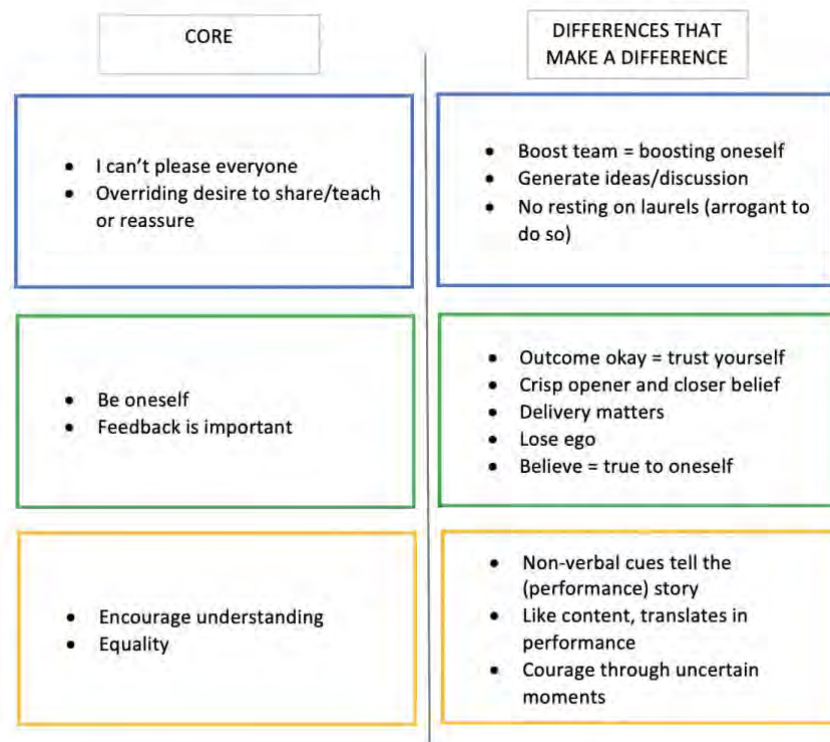 CORE
DIFFERENCES THAT
MAKE A DIFFERENCE
• I can’t please everyone
• Overriding desire to share/teach
or reassure
• Boost team = boosting oneself
• Generate ideas/discussion
• No resting on laurels (arrogant to
do so)
• Be oneself
• Feedback is important
• Outcome okay = trust yourself
• Crisp opener and closer belief
• Delivery matters
• Lose ego
• Believe = true to oneself
• Encourage understanding
• Equality
• Non-verbal cues tell the
(performance) story
• Like content, translates in
performance
• Courage through uncertain
moments